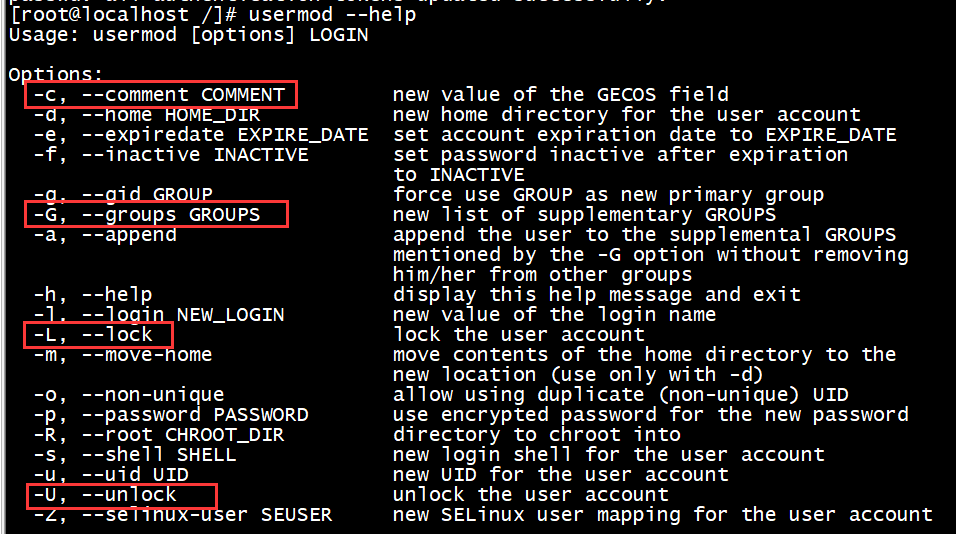 [root@localhost /]# usermod --help
Usage: usermod [options] LOGIN
Options:
-c, --comment COMMENT new value of the GECOS field
-d, --home HOME_DIR new home directory for the user account
-e, --expiredate EXPIRE_DATE set account expiration date to EXPIRE_DATE
-f, --inactive INACTIVE set password inactive after expiration
to INACTIVE
-g, --gid GROUP force use GROUP as new primary group
-G, --groups GROUPS new list of supplementary GROUPS
-a, --append append the user to the supplemental GROUPS
mentioned by the -G option without removing
him/her from other groups
-h, --help display this help message and exit
-l, --login NEW_LOGIN new value of the login name
-L, --lock lock the user account
-m, --move-home move contents of the home directory to the
new location (use only with -d)
-o, --non-unique allow using duplicate (non-unique) UID
-p, --password PASSWORD use encrypted password for the new password
-R, --root CHROOT_DIR directory to chroot into
-s, --shell SHELL new login shell for the user account
-u, --uid UID new UID for the user account
-U, --unlock unlock the user account
-Z, --selinux-user SEUSER new SELinux user mapping for the user account